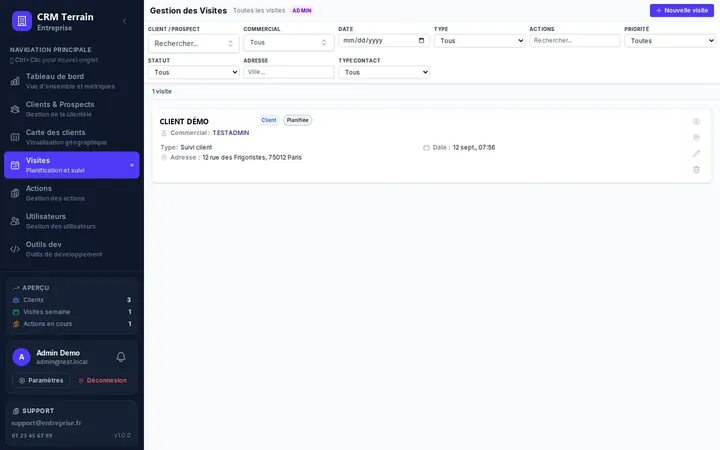 CRM Terrain
Entreprise
NAVIGATION PRINCIPALE
Ctrl+Clic pour nouvel onglet
Tableau de bord
Vue d'ensemble et métriques
Clients & Prospects
Gestion de la clientèle
Carte des clients
Visualisation géographique
Visites
Planification et suivi
Actions
Gestion des actions
Utilisateurs
Gestion des utilisateurs
Outils dev
Outils de développement
APERÇU
Clients 3
Visites semaine 1
Actions en cours 1
A
Admin Demo
admin@test.local
Paramètres
Déconnexion
SUPPORT
support@entreprise.fr
01 23 45 67 89
v1.0.0
Gestion des Visites Toutes les visites ADMIN
+ Nouvelle visite
CLIENT / PROSPECT COMMERCIAL DATE TYPE ACTIONS PRIORITÉ
Rechercher... Tous mm/dd/yyyy Tous Rechercher... Toutes
STATUT ADRESSE TYPE CONTACT
Tous Ville... Tous
1 visite
CLIENT DÉMO Client Planifiée
Commercial : TESTADMIN
Type: Suivi client Date : 12 sept., 07:56
Adresse : 12 rue des Frigoristes, 75012 Paris